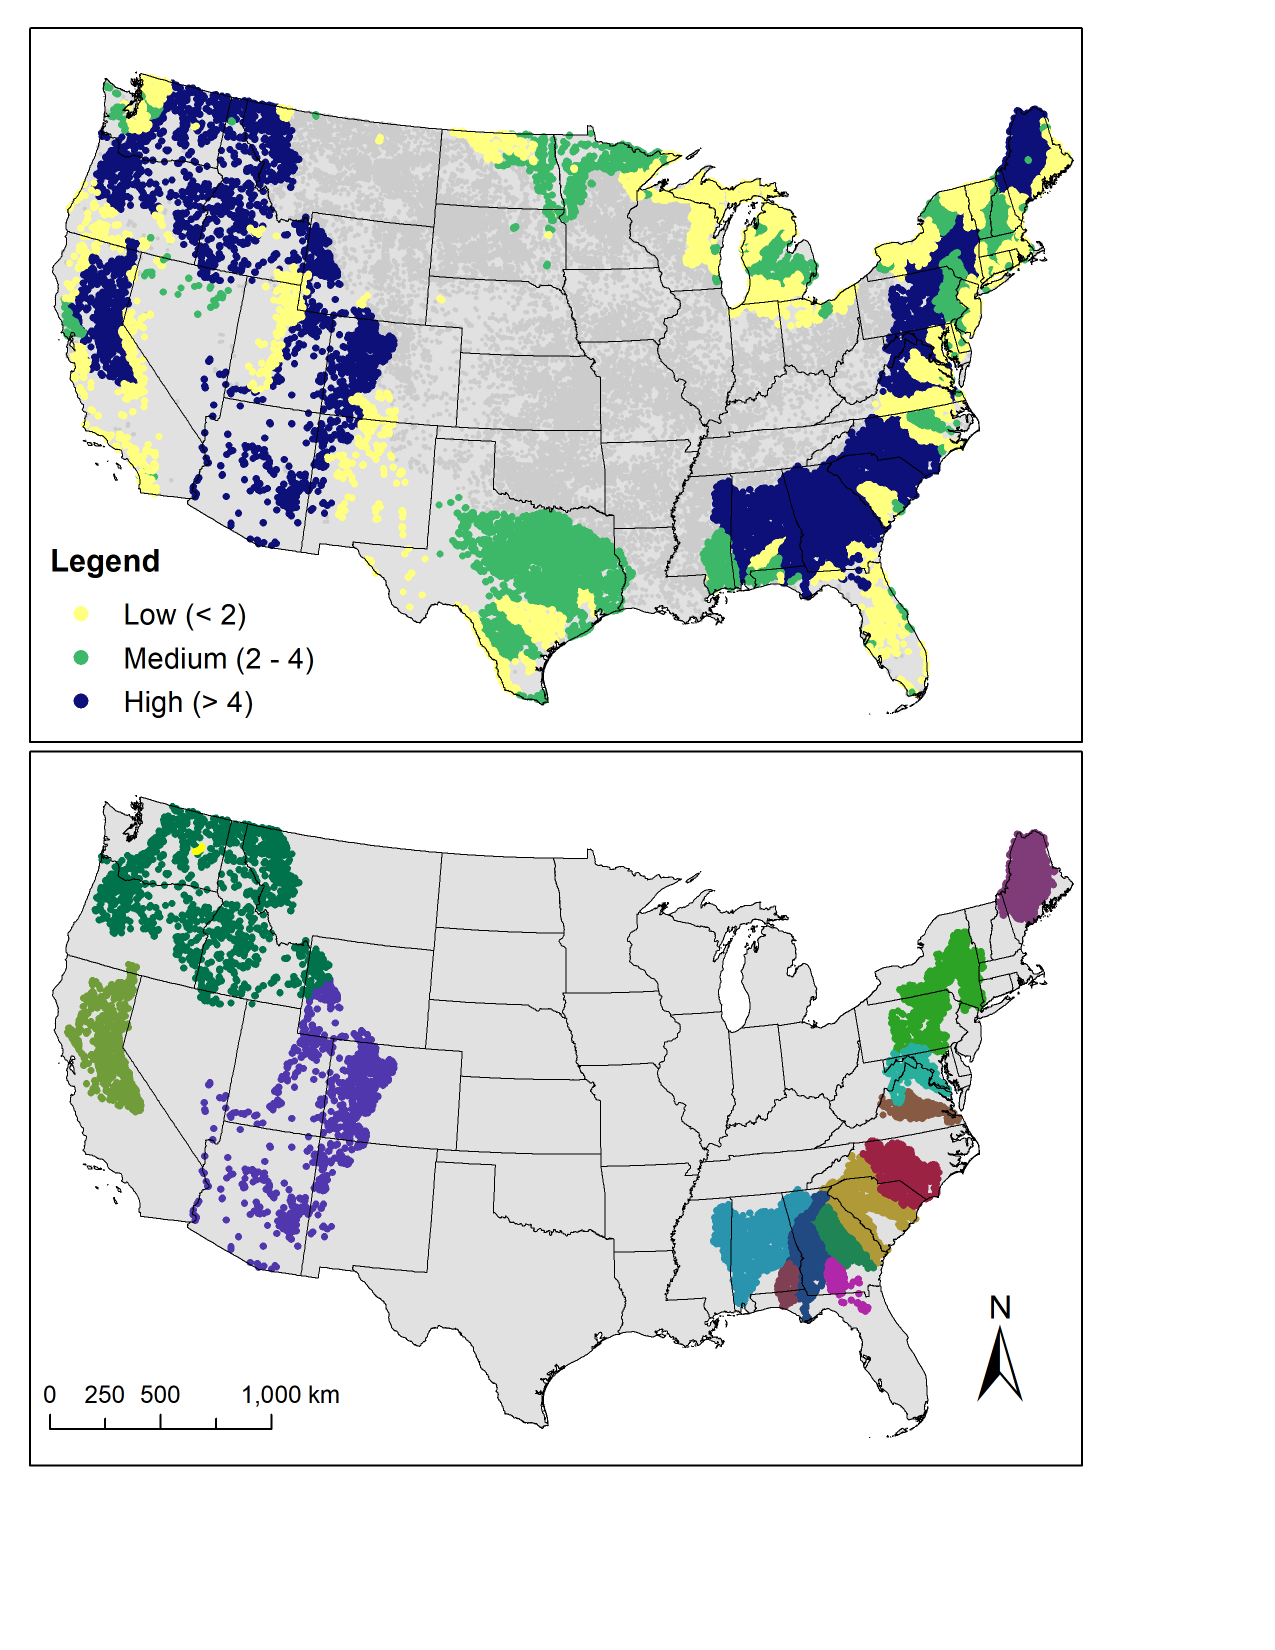 Legend
Low (< 2)
Medium (2 - 4)
High (> 4)
N
0 250 500 1,000 km